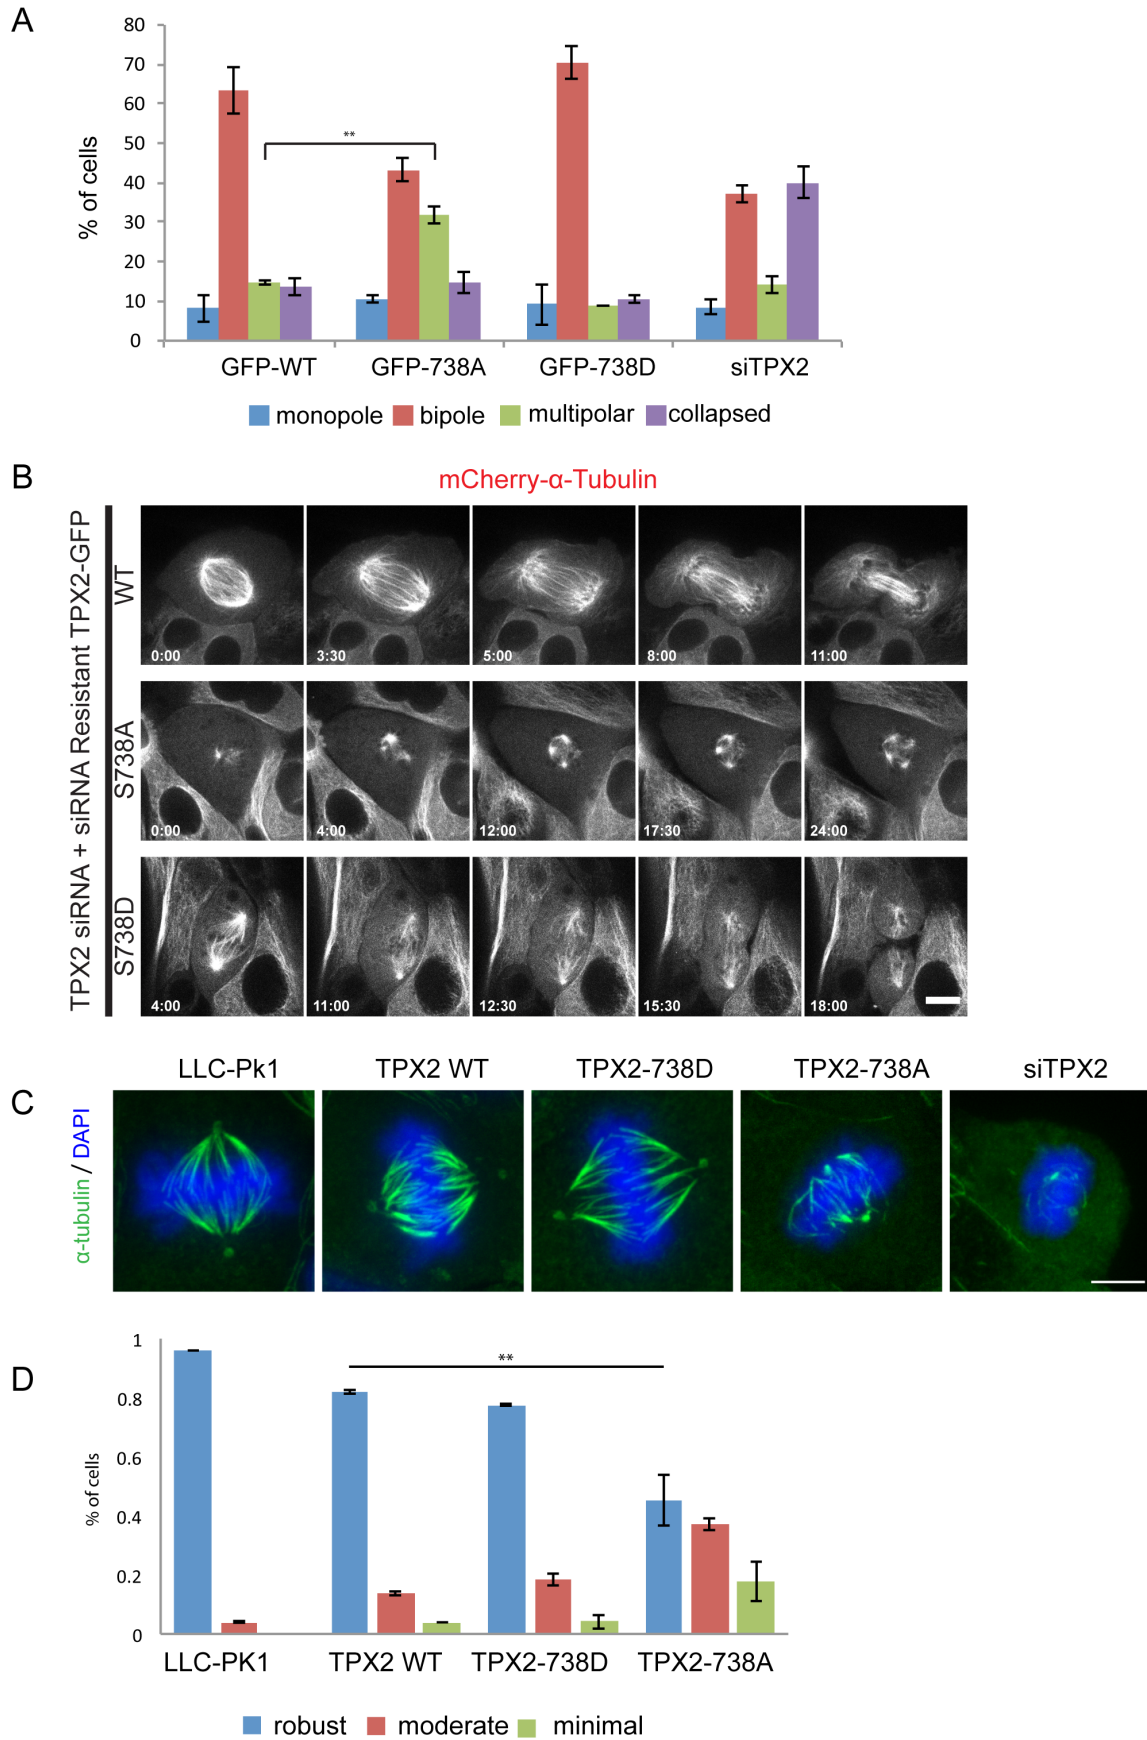 A
80
70
60
50
40
30
20
10
0
% of cells
**
GFP-WT GFP-738A GFP-738D siTPX2
monopole bipole multipolar collapsed
B
mCherry-α-Tubulin
TPX2 siRNA + siRNA Resistant TPX2-GFP
WT
0:00 3:30 5:00 8:00 11:00
S738A
0:00 4:00 12:00 17:30 24:00
S738D
4:00 11:00 12:30 15:30 18:00
LLC-Pk1 TPX2 WT TPX2-738D TPX2-738A siTPX2
C
α-tubulin / DAPI
D
1
0.8
0.6
0.4
0.2
0
% of cells
**
LLC-PK1 TPX2 WT TPX2-738D TPX2-738A
robust moderate minimal